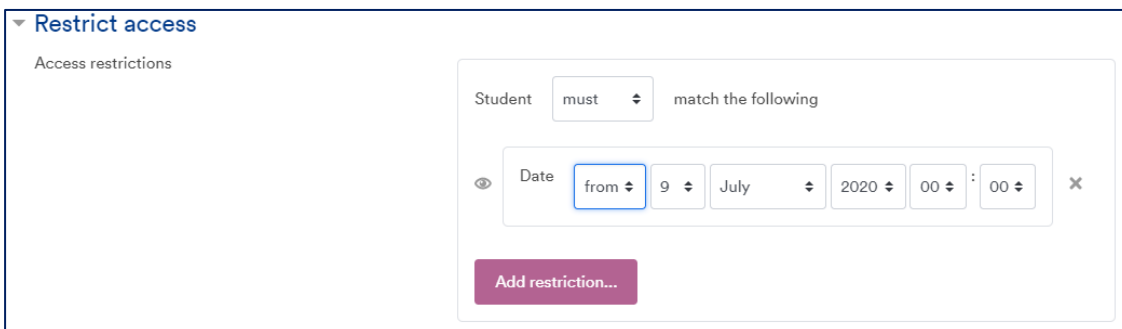 Restrict access
Access restrictions
Student must match the following
Date from 9 July 2020 00 : 00
Add restriction...